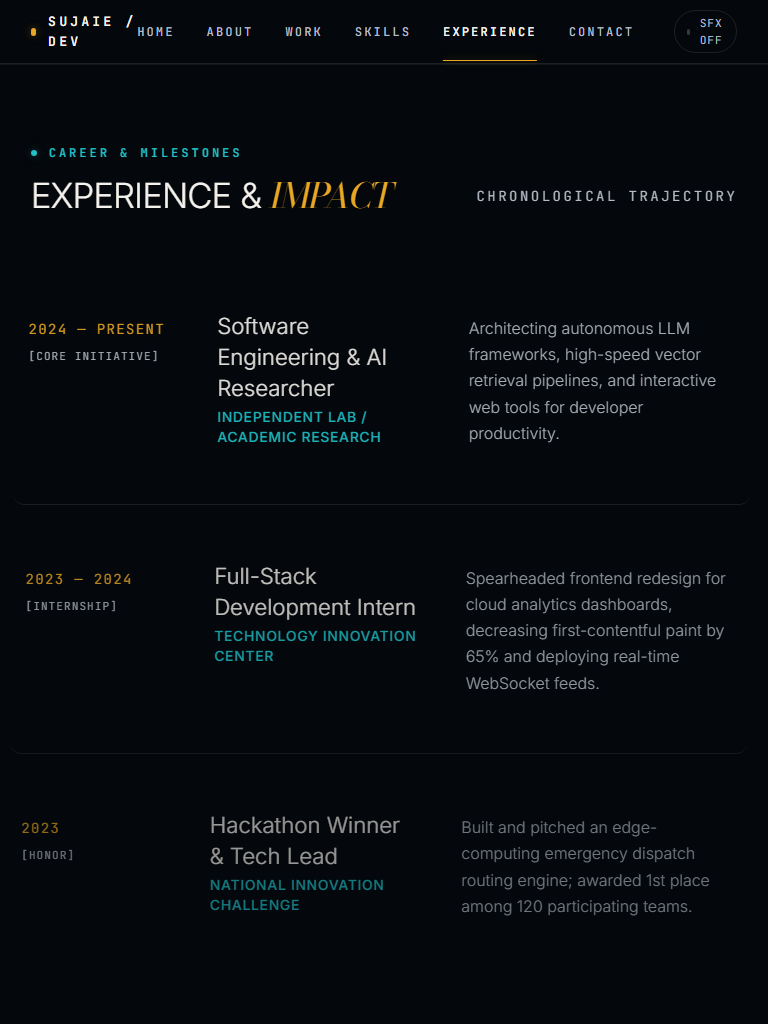 SUJAIE /
DEV
HOME ABOUT WORK SKILLS EXPERIENCE CONTACT
SFX
OFF
CAREER & MILESTONES
EXPERIENCE & IMPACT
CHRONOLOGICAL TRAJECTORY
2024 — PRESENT
[CORE INITIATIVE]
Software
Engineering & AI
Researcher
INDEPENDENT LAB /
ACADEMIC RESEARCH
Architecting autonomous LLM
frameworks, high-speed vector
retrieval pipelines, and interactive
web tools for developer
productivity.
2023 — 2024
[INTERNSHIP]
Full-Stack
Development Intern
TECHNOLOGY INNOVATION
CENTER
Spearheaded frontend redesign for
cloud analytics dashboards,
decreasing first-contentful paint by
65% and deploying real-time
WebSocket feeds.
2023
[HONOR]
Hackathon Winner
& Tech Lead
NATIONAL INNOVATION
CHALLENGE
Built and pitched an edge-
computing emergency dispatch
routing engine; awarded 1st place
among 120 participating teams.